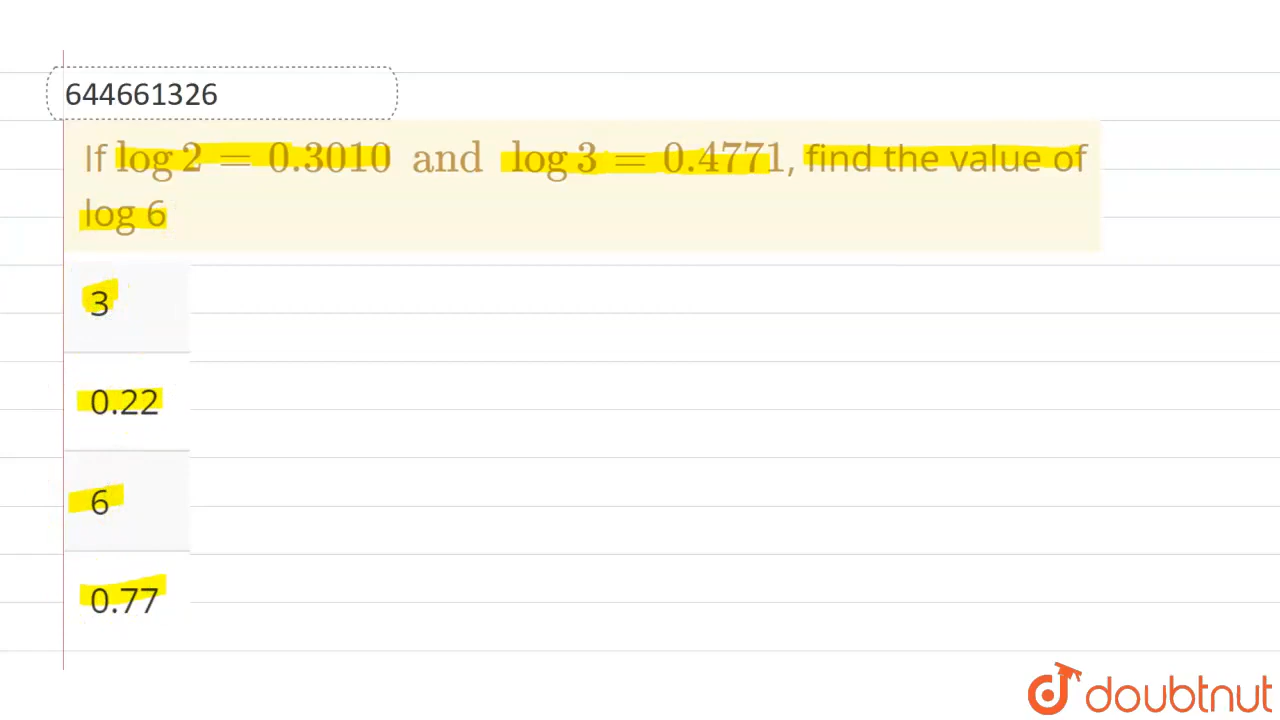 644661326
If log 2 = 0.3010 and log 3 = 0.4771, find the value of
log 6
3
0.22
6
0.77
doubtnut